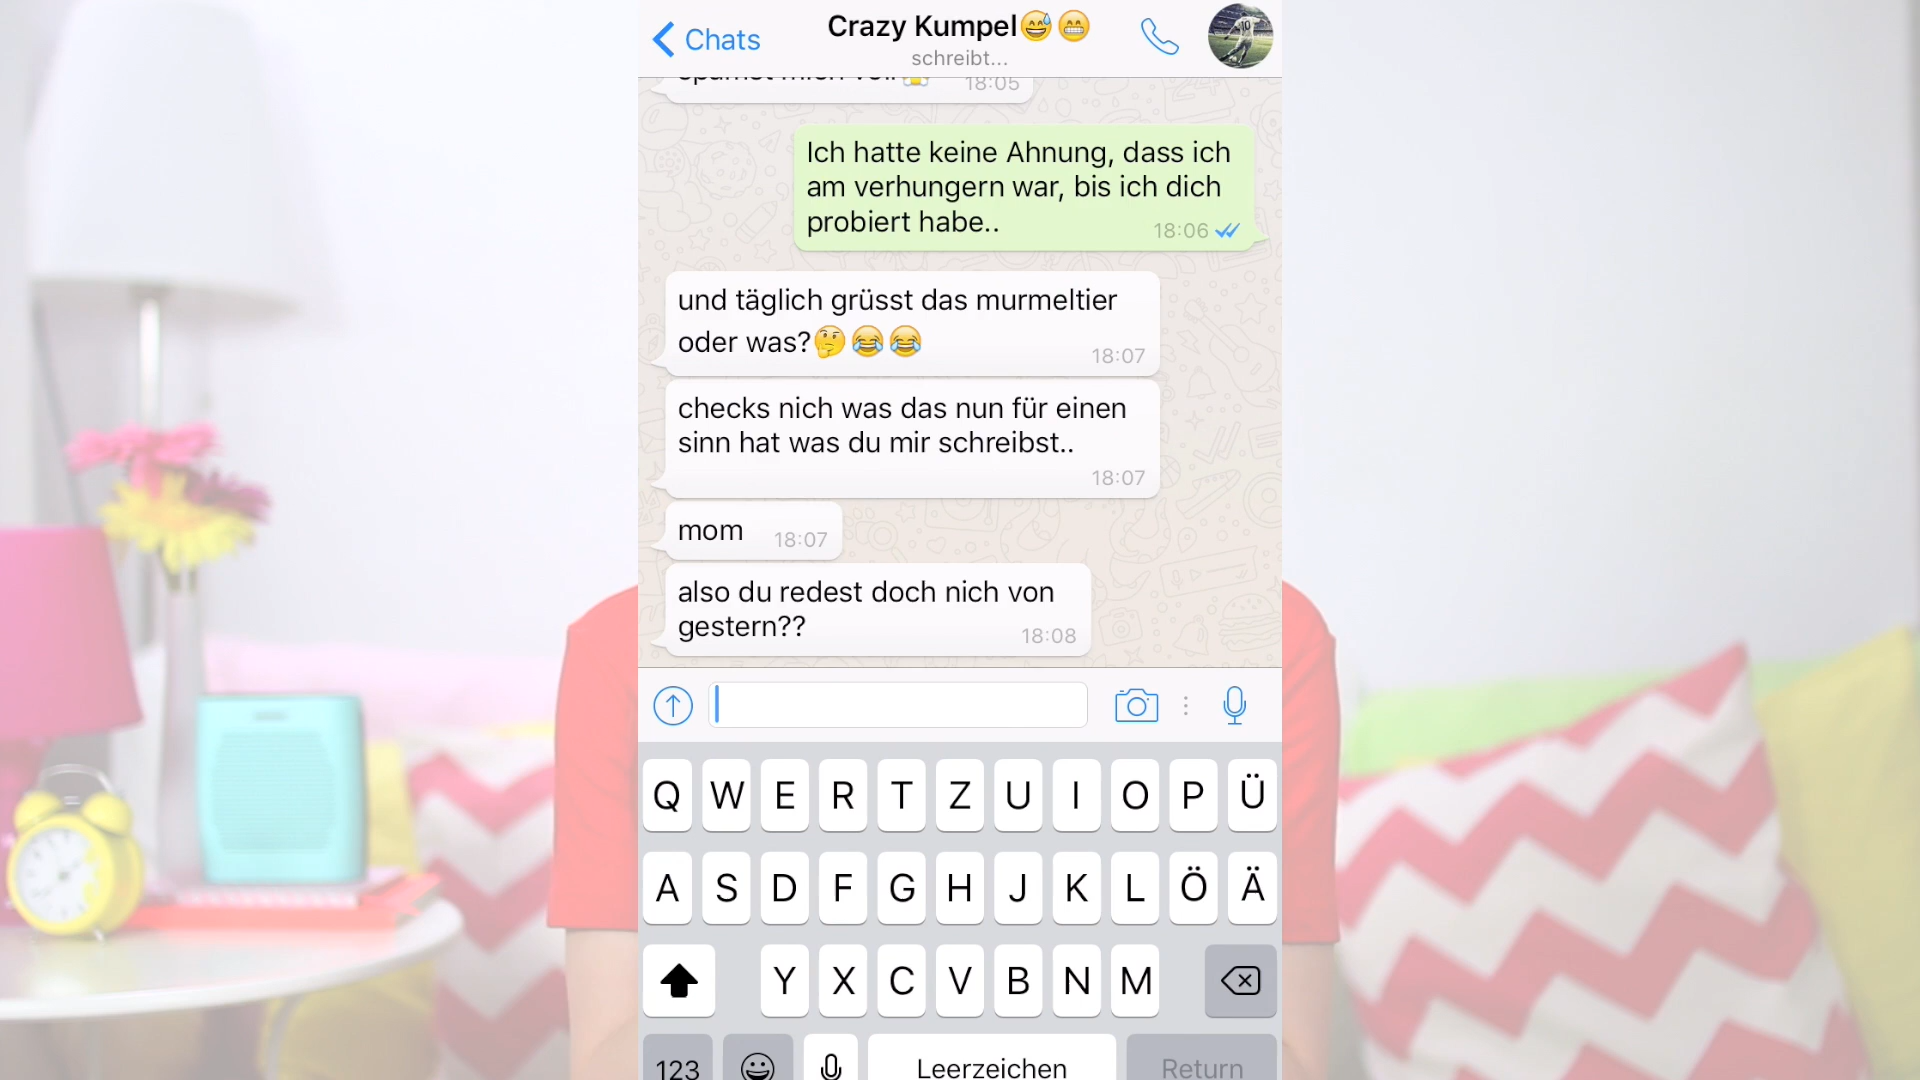 Chats
Crazy Kumpel😅😁
schreibt...
spamst mich voll
18:05
Ich hatte keine Ahnung, dass ich
am verhungern war, bis ich dich
probiert habe..
18:06
und täglich grüsst das murmeltier
oder was?🤔😂😂
18:07
checks nich was das nun für einen
sinn hat was du mir schreibst..
18:07
mom 18:07
also du redest doch nich von
gestern??
18:08
Q W E R T Z U I O P Ü
A S D F G H J K L Ö Ä
Y X C V B N M
123 Leerzeichen Return